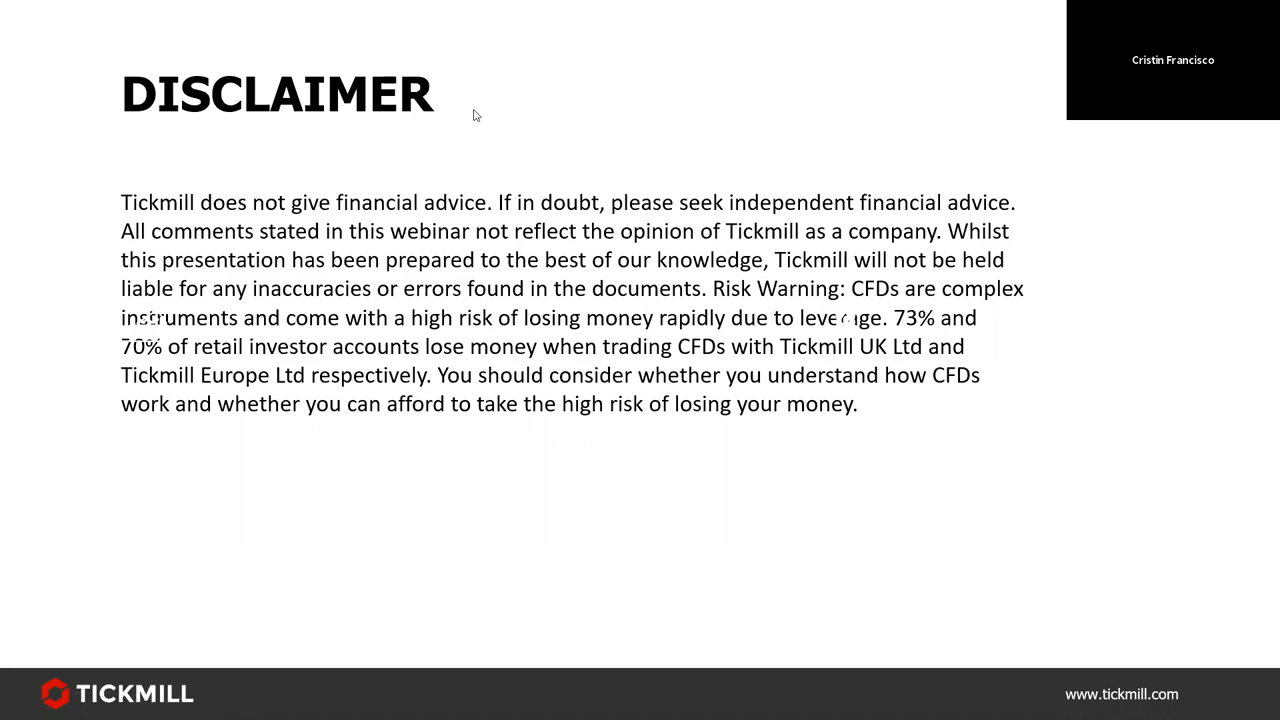 Cristin Francisco
DISCLAIMER
Tickmill does not give financial advice. If in doubt, please seek independent financial advice.
All comments stated in this webinar not reflect the opinion of Tickmill as a company. Whilst
this presentation has been prepared to the best of our knowledge, Tickmill will not be held
liable for any inaccuracies or errors found in the documents. Risk Warning: CFDs are complex
instruments and come with a high risk of losing money rapidly due to leverage. 73% and
70% of retail investor accounts lose money when trading CFDs with Tickmill UK Ltd and
Tickmill Europe Ltd respectively. You should consider whether you understand how CFDs
work and whether you can afford to take the high risk of losing your money.
TICKMILL
www.tickmill.com